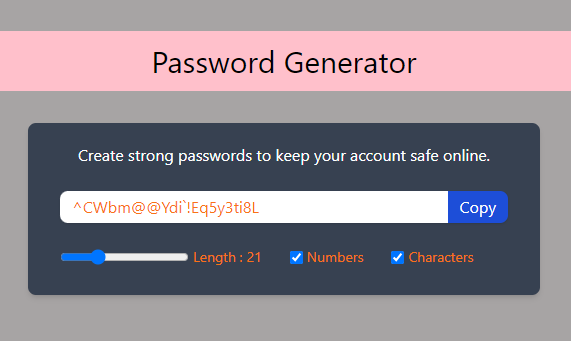 Password Generator
Create strong passwords to keep your account safe online.
^CWbm@@Ydi`!Eq5y3ti8L
Copy
Length : 21
Numbers
Characters